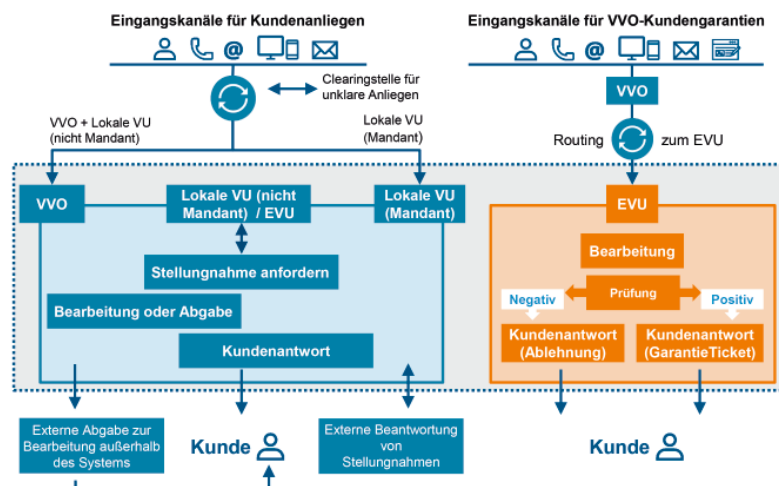 Eingangskanäle für Kundenanliegen
@
Clearingstelle für
unklare Anliegen
VVO + Lokale VU
(nicht Mandant)
Lokale VU
(Mandant)
VVO
Lokale VU (nicht
Mandant) / EVU
Lokale VU
(Mandant)
Stellungnahme anfordern
Bearbeitung oder Abgabe
Kundenantwort
Externe Abgabe zur
Bearbeitung außerhalb
des Systems
Kunde
Externe Beantwortung
von
Stellungnahmen
Eingangskanäle für VVO-Kundengarantien
@
VVO
Routing
zum EVU
EVU
Bearbeitung
Prüfung
Negativ
Positiv
Kundenantwort
(Ablehnung)
Kundenantwort
(GarantieTicket)
Kunde